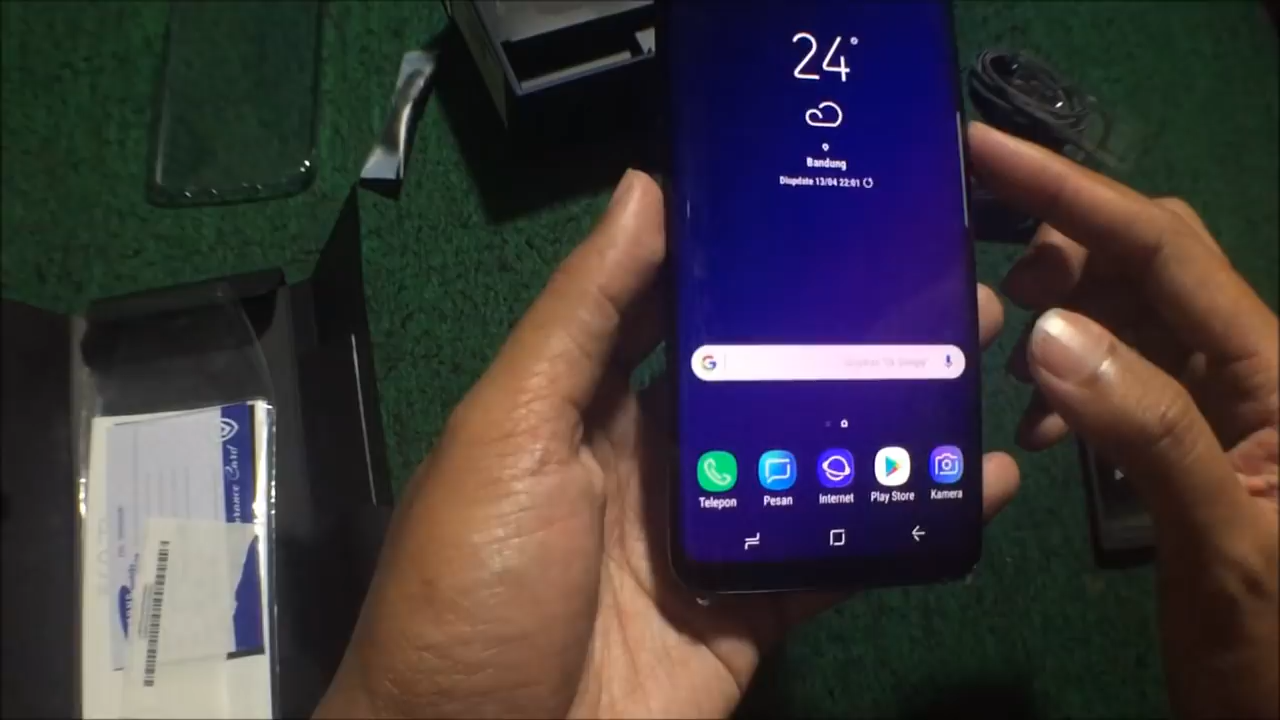 24°
Bandung
Diupdate 13/04 22:01
Telepon
Pesan
Internet
Play Store
Kamera